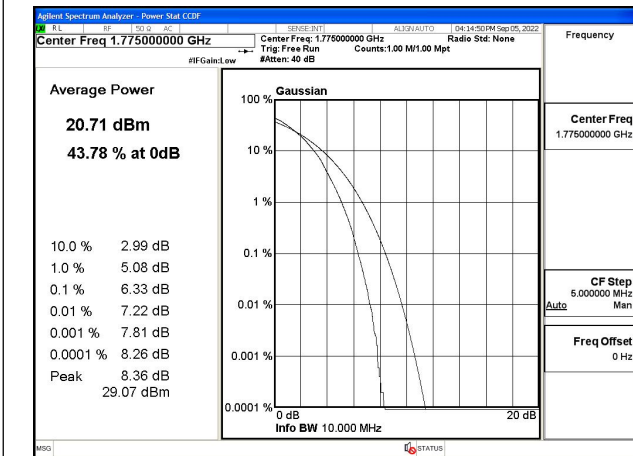 Agilent Spectrum Analyzer - Power Stat CCDF
LXI RL RF 50 Ω AC SENSE:INT ALIGN AUTO 04:14:50 PM Sep 05, 2022
Center Freq 1.775000000 GHz
Center Freq: 1.775000000 GHz Radio Std: None
Trig: Free Run Counts:1.00 M/1.00 Mpt
#IFGain:Low #Atten: 40 dB
Frequency
Average Power
20.71 dBm
43.78 % at 0dB
10.0 % 2.99 dB
1.0 % 5.08 dB
0.1 % 6.33 dB
0.01 % 7.22 dB
0.001 % 7.81 dB
0.0001 % 8.26 dB
Peak 8.36 dB
29.07 dBm
Gaussian
100 %
10 %
1 %
0.1 %
0.01 %
0.001 %
0.0001 %
0 dB 20 dB
Info BW 10.000 MHz
Center Freq
1.775000000 GHz
CF Step
5.000000 MHz
Auto Man
Freq Offset
0 Hz
MSG STATUS